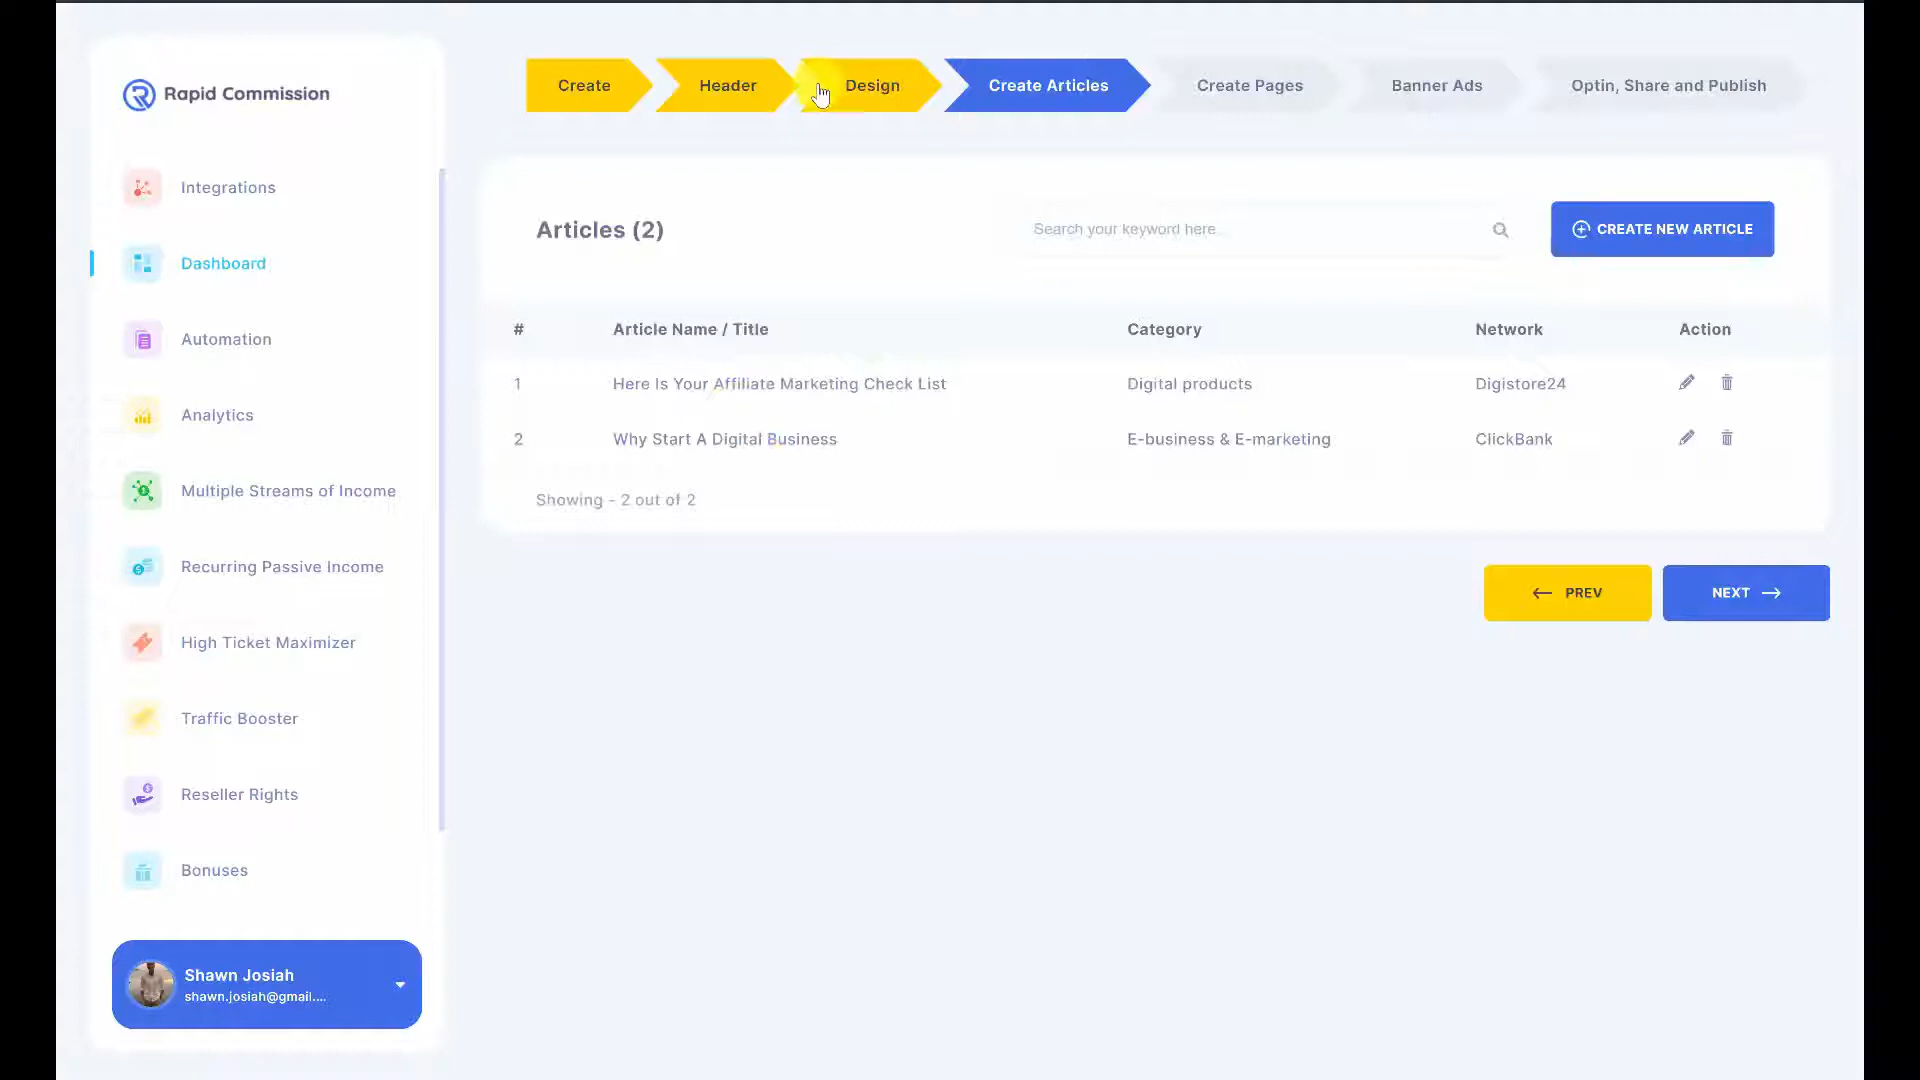 Rapid Commission
Integrations
Dashboard
Automation
Analytics
Multiple Streams of Income
Recurring Passive Income
High Ticket Maximizer
Traffic Booster
Reseller Rights
Bonuses
Shawn Josiah
shawn.josiah@gmail....
Create Header Design Create Articles Create Pages Banner Ads Optin, Share and Publish
Articles (2) Search your keyword here... CREATE NEW ARTICLE
# Article Name / Title Category Network Action
1 Here Is Your Affiliate Marketing Check List Digital products Digistore24
2 Why Start A Digital Business E-business & E-marketing ClickBank
Showing - 2 out of 2
PREV NEXT